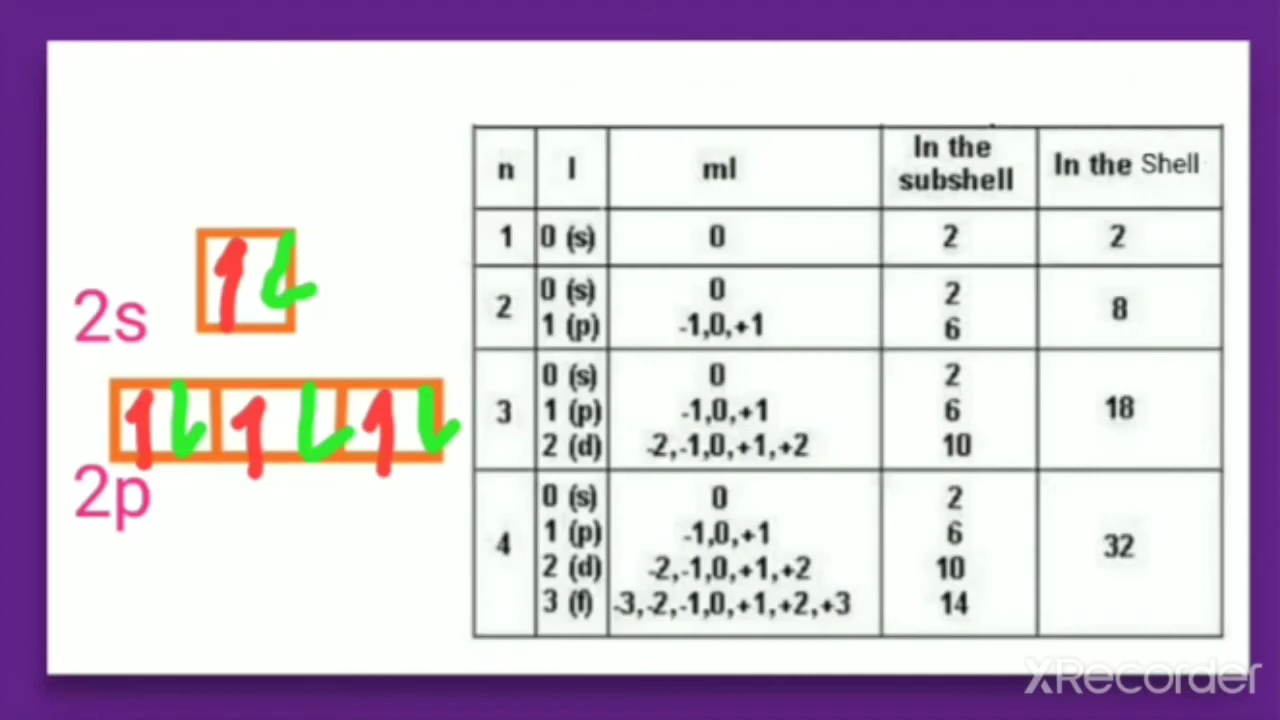 2s
2p
n l ml In the subshell In the Shell
1 0 (s) 0 2 2
2 0 (s) 0 2 8
1 (p) -1,0,+1 6
3 0 (s) 0 2 18
1 (p) -1,0,+1 6
2 (d) -2,-1,0,+1,+2 10
4 0 (s) 0 2 32
1 (p) -1,0,+1 6
2 (d) -2,-1,0,+1,+2 10
3 (f) -3,-2,-1,0,+1,+2,+3 14
XRecorder